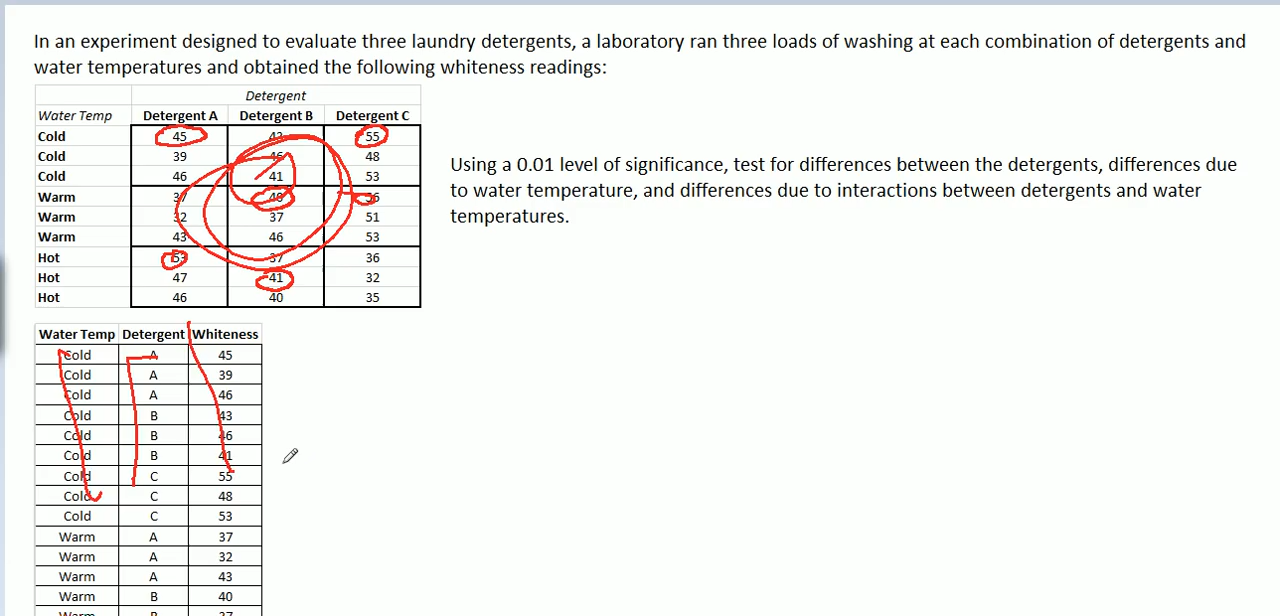 In an experiment designed to evaluate three laundry detergents, a laboratory ran three loads of washing at each combination of detergents and
water temperatures and obtained the following whiteness readings:
Detergent
Water Temp Detergent A Detergent B Detergent C
Cold 45 43 55
Cold 39 46 48
Cold 46 41 53
Warm 37 40 56
Warm 32 37 51
Warm 43 46 53
Hot 53 37 36
Hot 47 41 32
Hot 46 40 35
Using a 0.01 level of significance, test for differences between the detergents, differences due
to water temperature, and differences due to interactions between detergents and water
temperatures.
Water Temp Detergent Whiteness
Cold A 45
Cold A 39
Cold A 46
Cold B 43
Cold B 46
Cold B 41
Cold C 55
Cold C 48
Cold C 53
Warm A 37
Warm A 32
Warm A 43
Warm B 40
Warm B 37